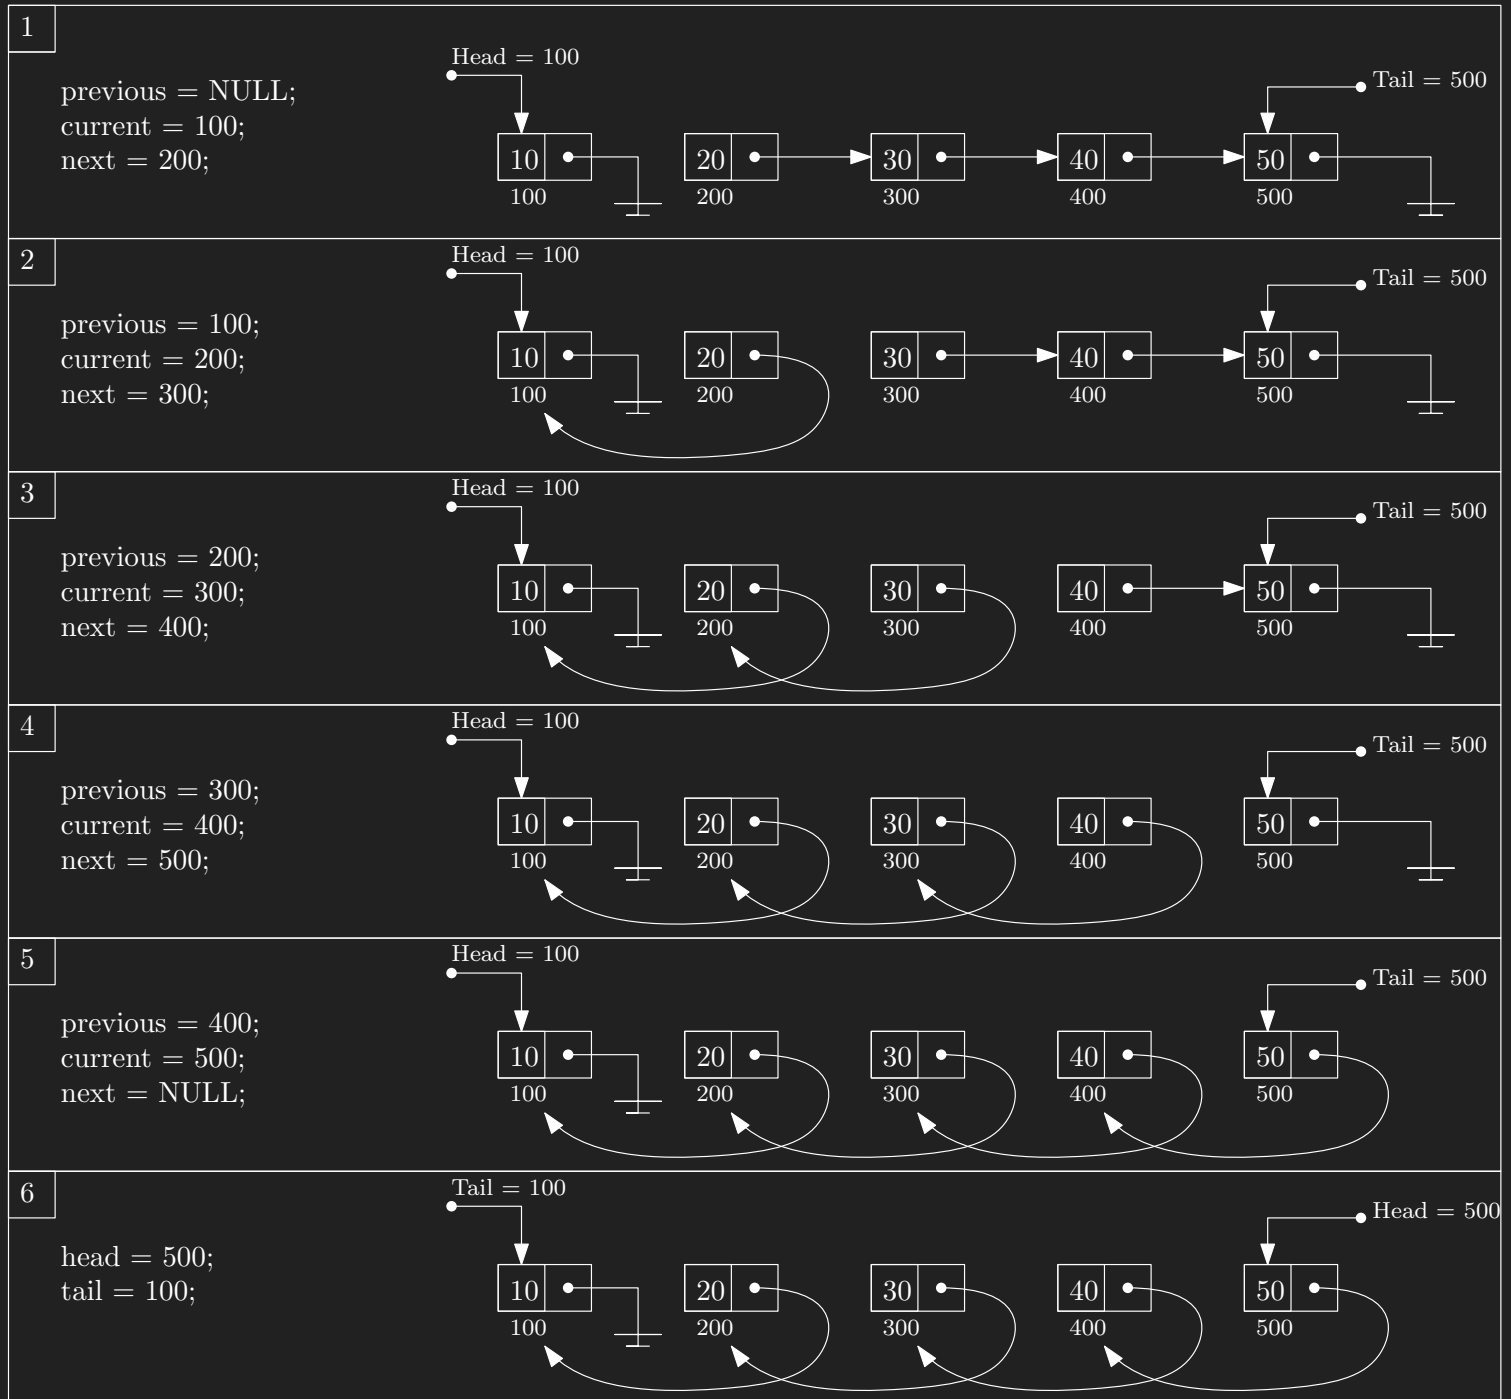 1
Head = 100
previous = NULL;
Tail = 500
current = 100;
next = 200;
10 20 30 40 50
100 200 300 400 500
2
Head = 100
Tail = 500
previous = 100;
current = 200;
next = 300;
10 20 30 40 50
100 200 300 400 500
3
Head = 100
Tail = 500
previous = 200;
current = 300;
next = 400;
10 20 30 40 50
100 200 300 400 500
4
Head = 100
Tail = 500
previous = 300;
current = 400;
next = 500;
10 20 30 40 50
100 200 300 400 500
5
Head = 100
Tail = 500
previous = 400;
current = 500;
next = NULL;
10 20 30 40 50
100 200 300 400 500
6
Tail = 100
Head = 500
head = 500;
tail = 100;
10 20 30 40 50
100 200 300 400 500